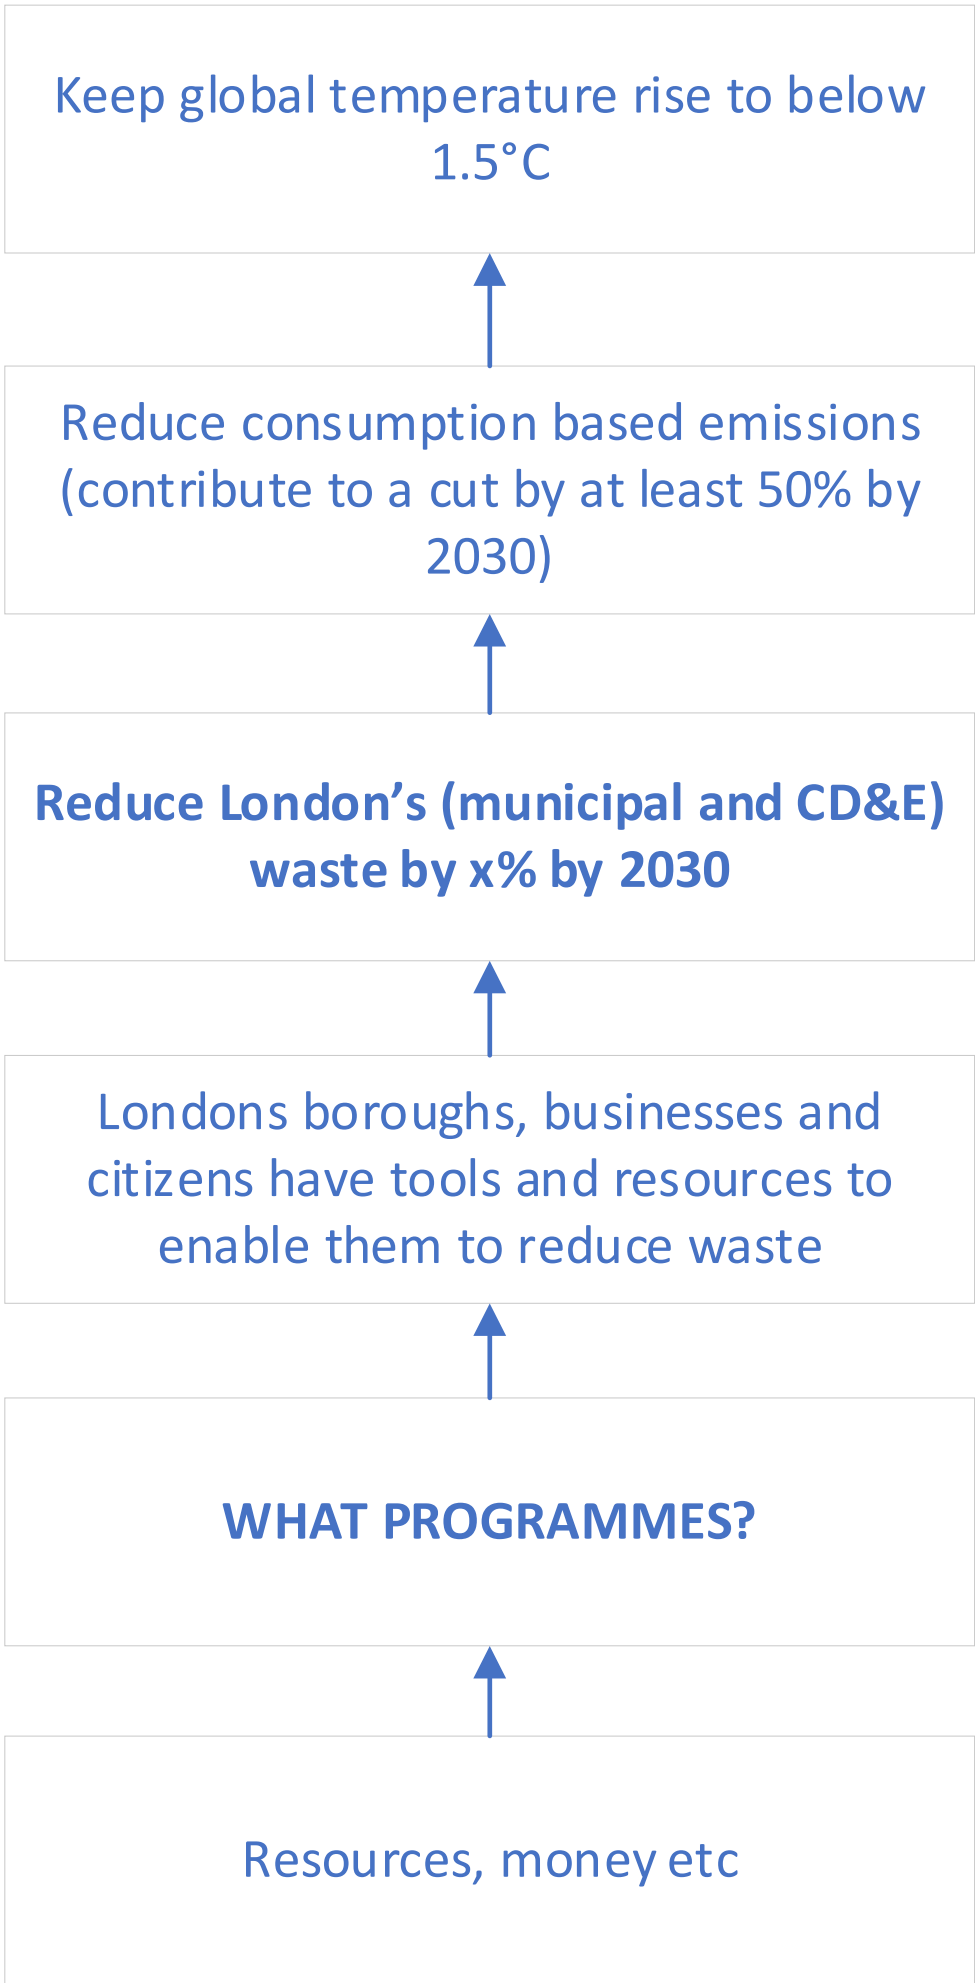 Keep global temperature rise to below
1.5°C
Reduce consumption based emissions
(contribute to a cut by at least 50% by
2030)
Reduce London’s (municipal and CD&E)
waste by x% by 2030
Londons boroughs, businesses and
citizens have tools and resources to
enable them to reduce waste
WHAT PROGRAMMES?
Resources, money etc